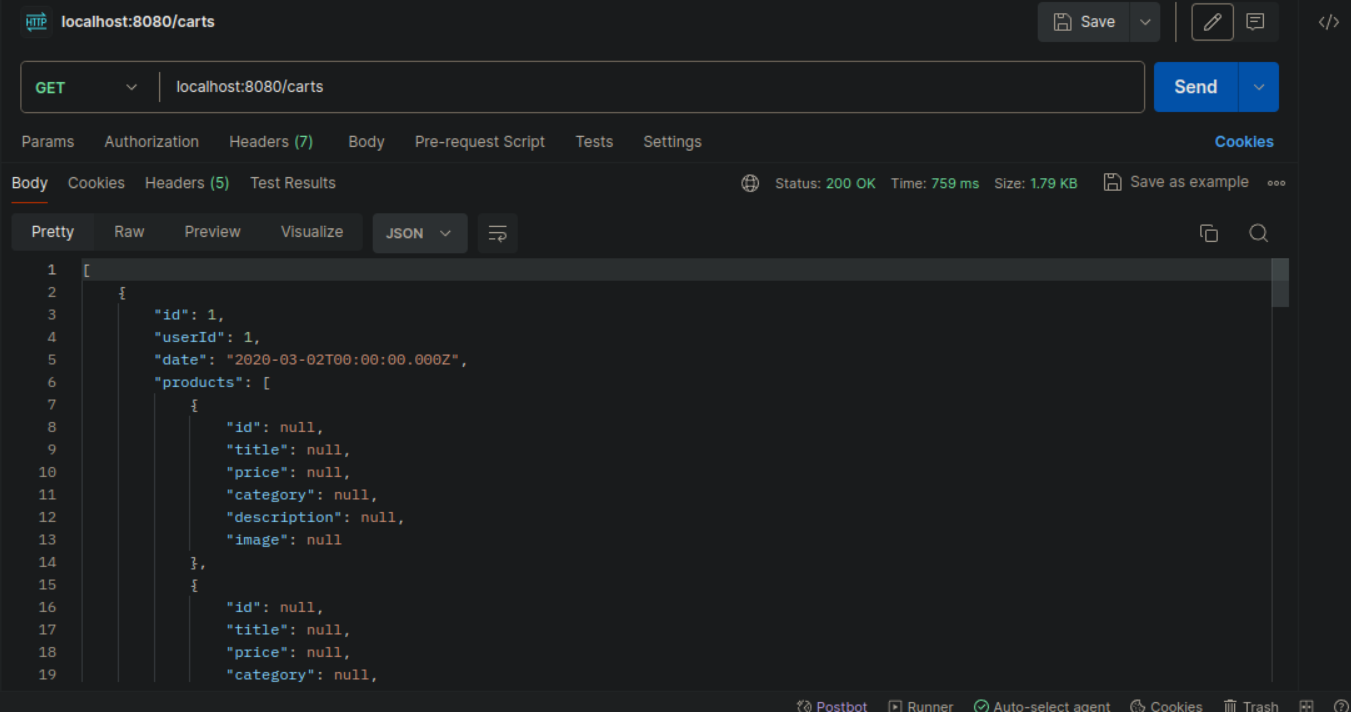 HTTP localhost:8080/carts Save </>
GET localhost:8080/carts Send
Params Authorization Headers (7) Body Pre-request Script Tests Settings Cookies
Body Cookies Headers (5) Test Results Status: 200 OK Time: 759 ms Size: 1.79 KB Save as example
Pretty Raw Preview Visualize JSON
1 [
2 {
3 "id": 1,
4 "userId": 1,
5 "date": "2020-03-02T00:00:00.000Z",
6 "products": [
7 {
8 "id": null,
9 "title": null,
10 "price": null,
11 "category": null,
12 "description": null,
13 "image": null
14 },
15 {
16 "id": null,
17 "title": null,
18 "price": null,
19 "category": null,
Postbot Runner Auto-select agent Cookies Trash